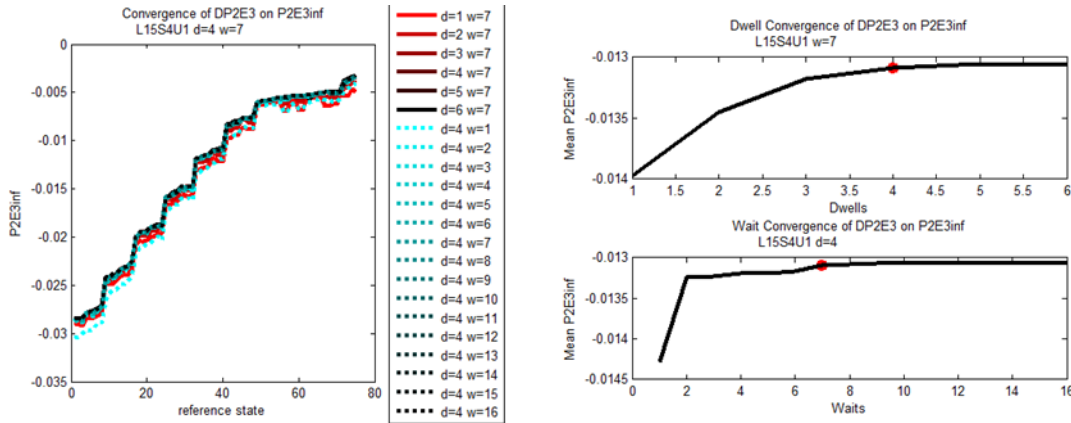 Convergence of DP2E3 on P2E3inf
L15S4U1 d=4 w=7
0
-0.005
-0.01
-0.015
-0.02
-0.025
-0.03
-0.035
P2E3inf
0
20
40
60
80
reference state
d=1 w=7
d=2 w=7
d=3 w=7
d=4 w=7
d=5 w=7
d=6 w=7
d=4 w=1
d=4 w=2
d=4 w=3
d=4 w=4
d=4 w=5
d=4 w=6
d=4 w=7
d=4 w=8
d=4 w=9
d=4 w=10
d=4 w=11
d=4 w=12
d=4 w=13
d=4 w=14
d=4 w=15
d=4 w=16
Dwell Convergence of DP2E3 on P2E3inf
L15S4U1 w=7
-0.013
-0.0135
-0.014
Mean P2E3inf
1
1.5
2
2.5
3
3.5
4
4.5
5
5.5
6
Dwells
Wait Convergence of DP2E3 on P2E3inf
L15S4U1 d=4
-0.013
-0.0135
-0.014
-0.0145
Mean P2E3inf
0
2
4
6
8
10
12
14
16
Waits